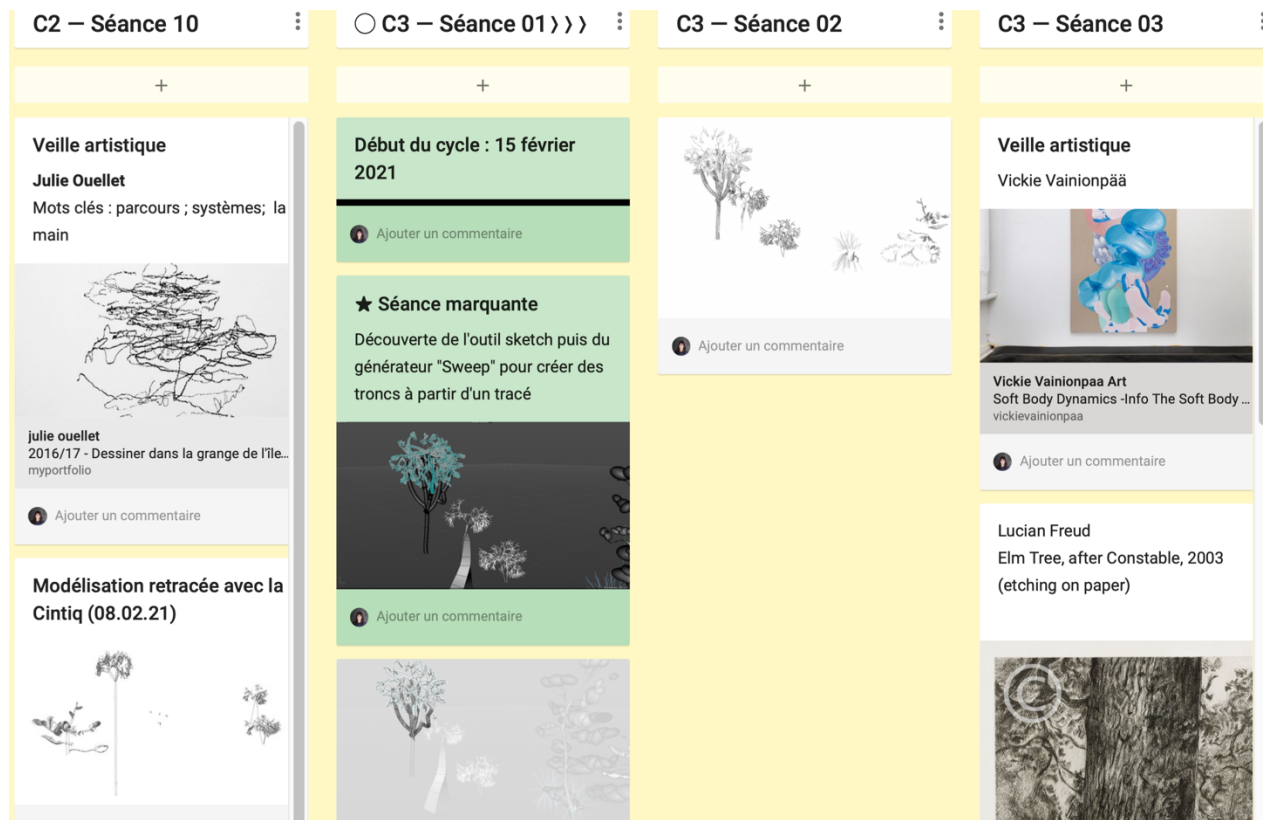 C2 — Séance 10
+
Veille artistique
Julie Ouellet
Mots clés : parcours ; systèmes; la
main
julie ouellet
2016/17 - Dessiner dans la grange de l'île...
myportfolio
Ajouter un commentaire
Modélisation retracée avec la
Cintiq (08.02.21)
◯ C3 — Séance 01❭❭❭
+
Début du cycle : 15 février
2021
Ajouter un commentaire
★ Séance marquante
Découverte de l'outil sketch puis du
générateur "Sweep" pour créer des
troncs à partir d'un tracé
Ajouter un commentaire
C3 — Séance 02
+
Ajouter un commentaire
C3 — Séance 03
+
Veille artistique
Vickie Vainionpää
Vickie Vainionpaa Art
Soft Body Dynamics -Info The Soft Body ...
vickievainionpaa
Ajouter un commentaire
Lucian Freud
Elm Tree, after Constable, 2003
(etching on paper)
©